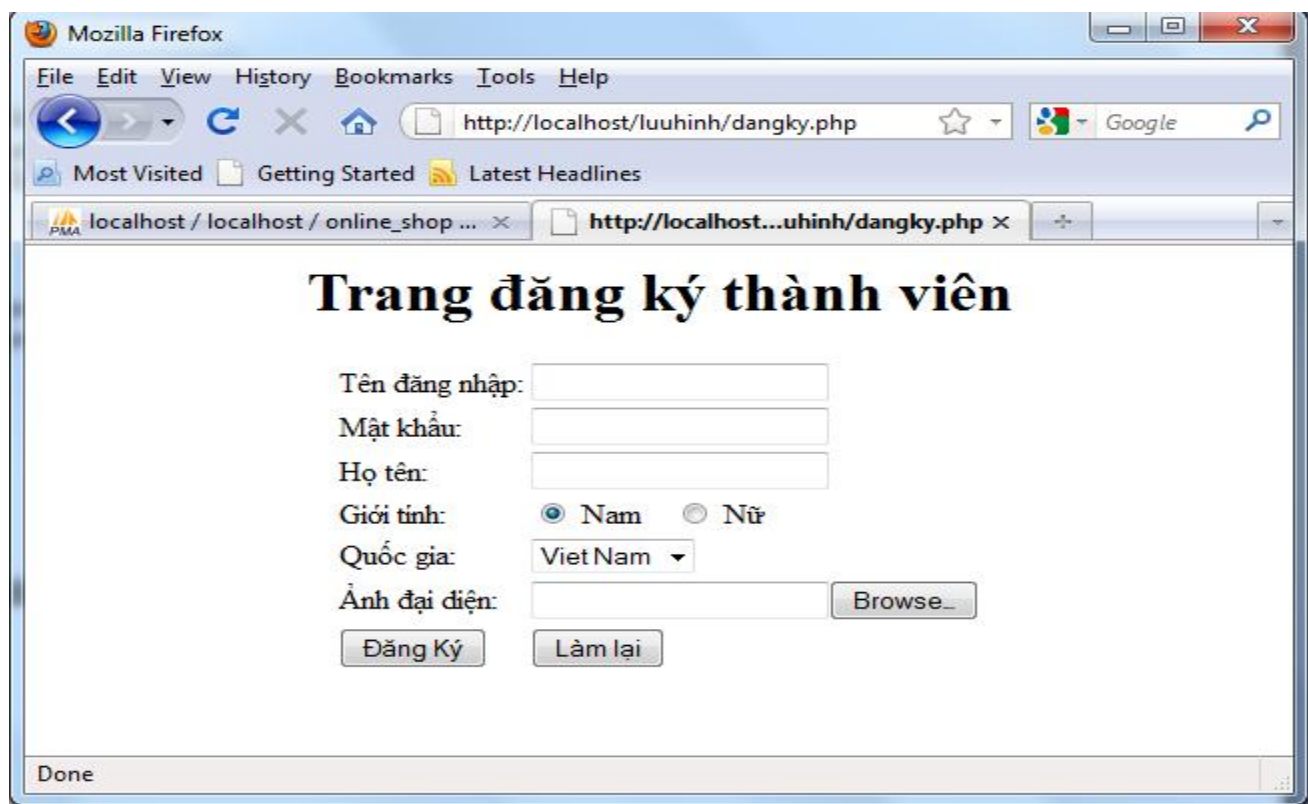 Mozilla Firefox
File Edit View History Bookmarks Tools Help
http://localhost/luuhinh/dangky.php Google
Most Visited Getting Started Latest Headlines
PMA localhost / localhost / online_shop ... http://localhost...uhinh/dangky.php
Trang đăng ký thành viên
Tên đăng nhập:
Mật khẩu:
Họ tên:
Giới tính: Nam Nữ
Quốc gia: Viet Nam
Ảnh đại diện: Browse...
Đăng Ký Làm lại
Done